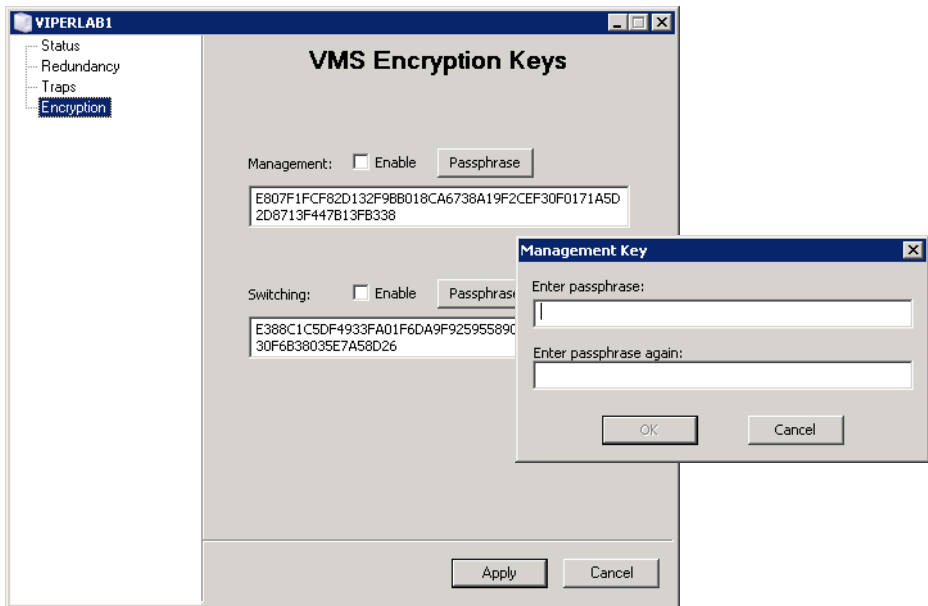 VIPERLAB1
Status
Redundancy
Traps
Encryption
VMS Encryption Keys
Management: Enable Passphrase
E807F1FCF82D132F9BB018CA6738A19F2CEF30F0171A5D
2D8713F447B13FB338
Switching: Enable Passphrase
E388C1C5DF4933FA01F6DA9F925955890
30F6B38035E7A58D26
Apply Cancel
Management Key
Enter passphrase:
Enter passphrase again:
OK Cancel